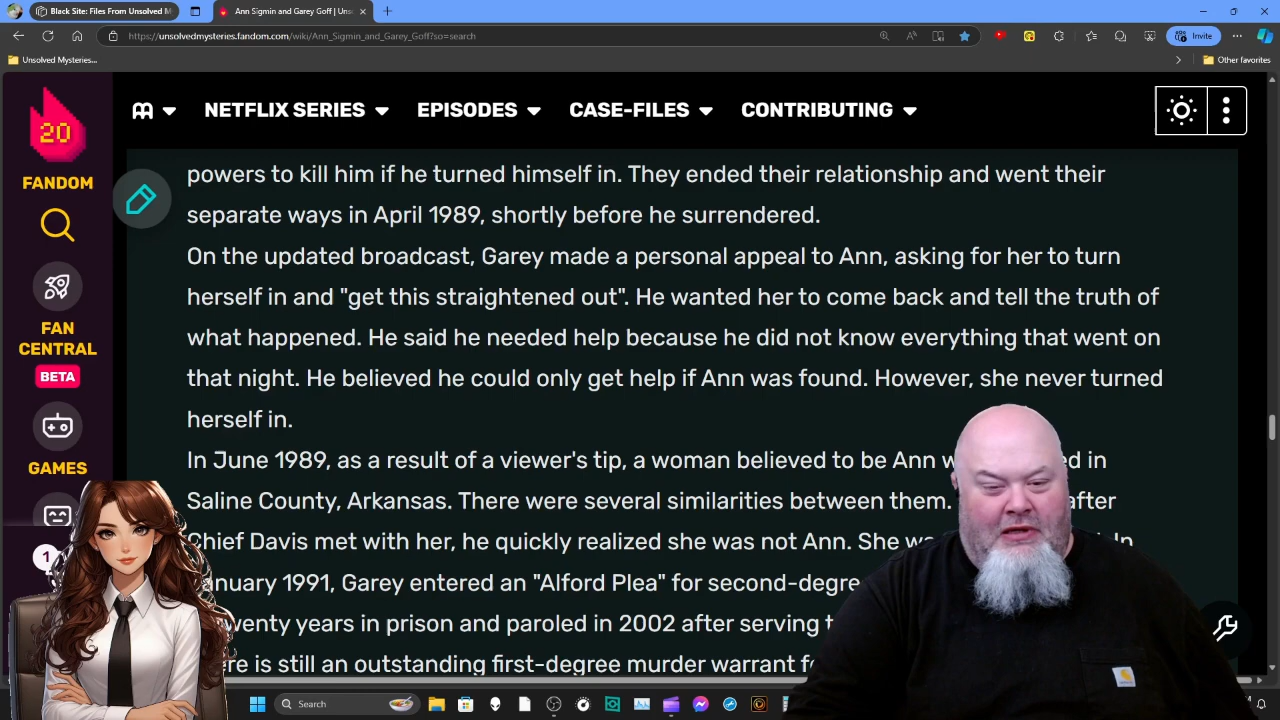 Black Site: Files From Unsolved M
Ann Sigmin and Garey Goff | Uns
https://unsolvedmysteries.fandom.com/wiki/Ann_Sigmin_and_Garey_Goff?so=search
Invite
Unsolved Mysteries...
Other favorites
20
FANDOM
NETFLIX SERIES
EPISODES
CASE-FILES
CONTRIBUTING
FAN
CENTRAL
BETA
GAMES
1
powers to kill him if he turned himself in. They ended their relationship and went their
separate ways in April 1989, shortly before he surrendered.
On the updated broadcast, Garey made a personal appeal to Ann, asking for her to turn
herself in and "get this straightened out". He wanted her to come back and tell the truth of
what happened. He said he needed help because he did not know everything that went on
that night. He believed he could only get help if Ann was found. However, she never turned
herself in.
In June 1989, as a result of a viewer's tip, a woman believed to be Ann w ed in
Saline County, Arkansas. There were several similarities between them. after
Chief Davis met with her, he quickly realized she was not Ann. She wa
nuary 1991, Garey entered an "Alford Plea" for second-degre
wenty years in prison and paroled in 2002 after serving t
ere is still an outstanding first-degree murder warrant f
Search